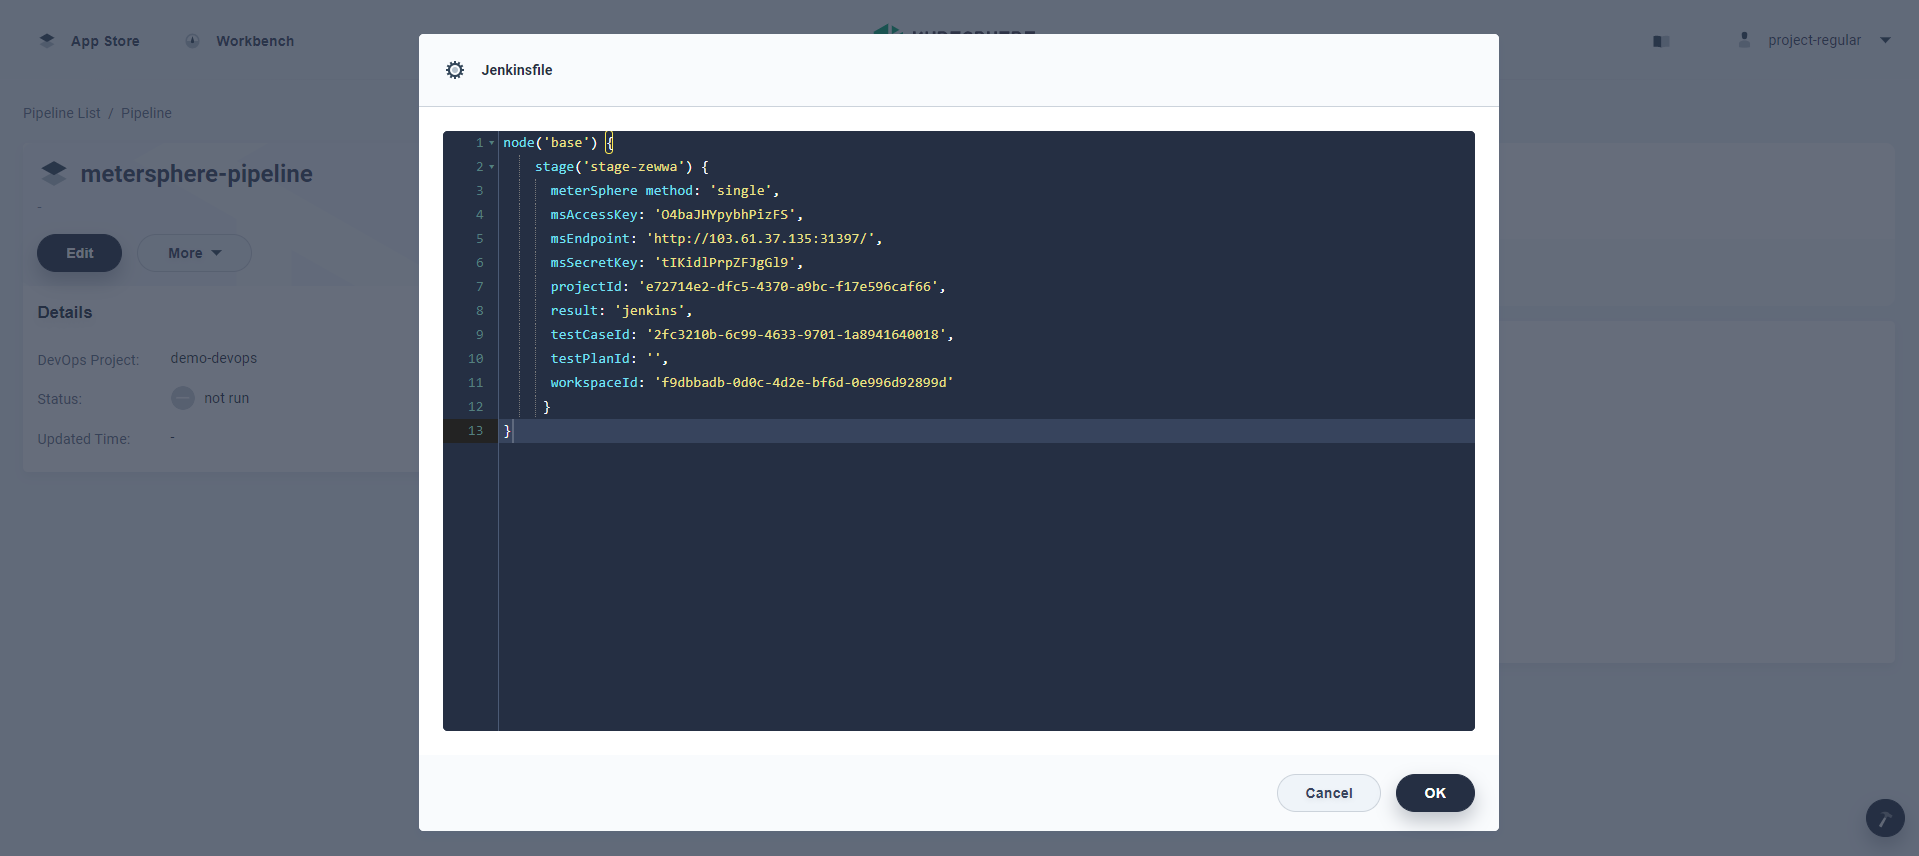 App Store
Workbench
project-regular
Pipeline List / Pipeline
metersphere-pipeline
-
Edit
More
Details
DevOps Project: demo-devops
Status: not run
Updated Time: -
Jenkinsfile
1 node('base') {
2 stage('stage-zewwa') {
3 meterSphere method: 'single',
4 msAccessKey: 'O4baJHYpybhPizFS',
5 msEndpoint: 'http://103.61.37.135:31397/',
6 msSecretKey: 'tIKidlPrpZFJgGl9',
7 projectId: 'e72714e2-dfc5-4370-a9bc-f17e596caf66',
8 result: 'jenkins',
9 testCaseId: '2fc3210b-6c99-4633-9701-1a8941640018',
10 testPlanId: '',
11 workspaceId: 'f9dbbadb-0d0c-4d2e-bf6d-0e996d92899d'
12 }
13 }
Cancel
OK